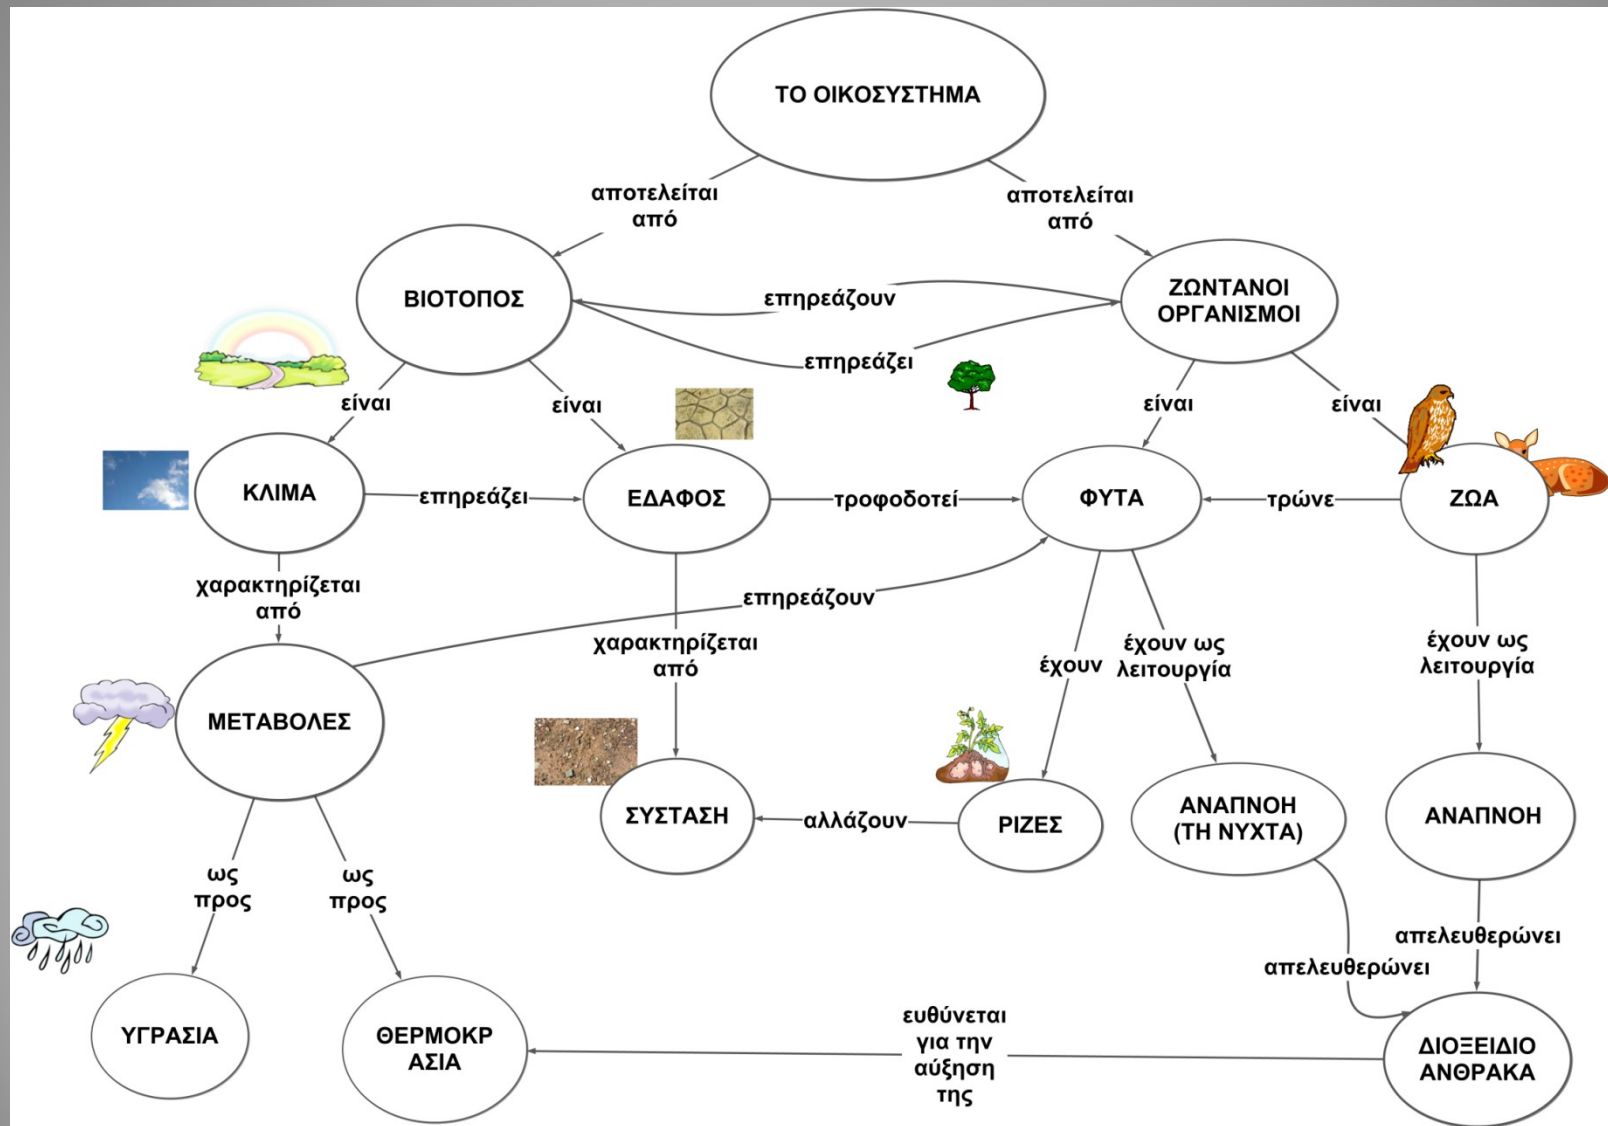 ΤΟ ΟΙΚΟΣΥΣΤΗΜΑ
αποτελείται
από
αποτελείται
από
ΒΙΟΤΟΠΟΣ
επηρεάζουν
ΖΩΝΤΑΝΟΙ
ΟΡΓΑΝΙΣΜΟΙ
επηρεάζει
είναι
είναι
είναι
είναι
ΚΛΙΜΑ
επηρεάζει
ΕΔΑΦΟΣ
τροφοδοτεί
ΦΥΤΑ
τρώνε
ΖΩΑ
χαρακτηρίζεται
από
επηρεάζουν
χαρακτηρίζεται
από
έχουν
έχουν ως
λειτουργία
έχουν ως
λειτουργία
ΜΕΤΑΒΟΛΕΣ
ΣΥΣΤΑΣΗ
αλλάζουν
ΡΙΖΕΣ
ΑΝΑΠΝΟΗ
(ΤΗ ΝΥΧΤΑ)
ΑΝΑΠΝΟΗ
ως
προς
ως
προς
απελευθερώνει
απελευθερώνει
ΥΓΡΑΣΙΑ
ΘΕΡΜΟΚΡ
ΑΣΙΑ
ευθύνεται
για την
αύξηση
της
ΔΙΟΞΕΙΔΙΟ
ΑΝΘΡΑΚΑ